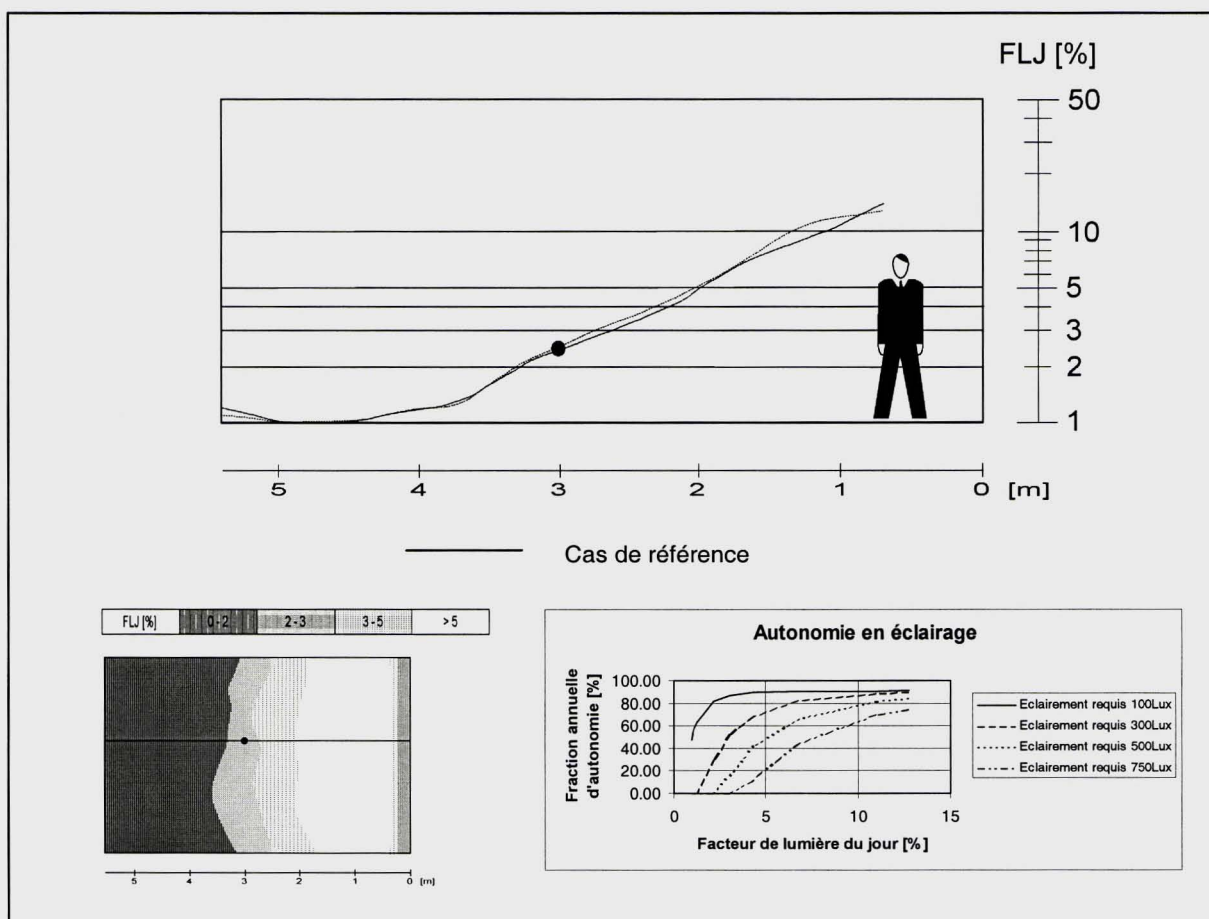 FLJ [%]
50
10
5
3
2
1
5 4 3 2 1 0 [m]
Cas de référence
FLJ [%] 0-2 2-3 3-5 >5
5 4 3 2 1 0 [m]
Autonomie en éclairage
Fraction annuelle
d'autonomie [%]
100.00
80.00
60.00
40.00
20.00
0.00
0 5 10 15
Facteur de lumière du jour [%]
Eclairement requis 100Lux
Eclairement requis 300Lux
Eclairement requis 500Lux
Eclairement requis 750Lux